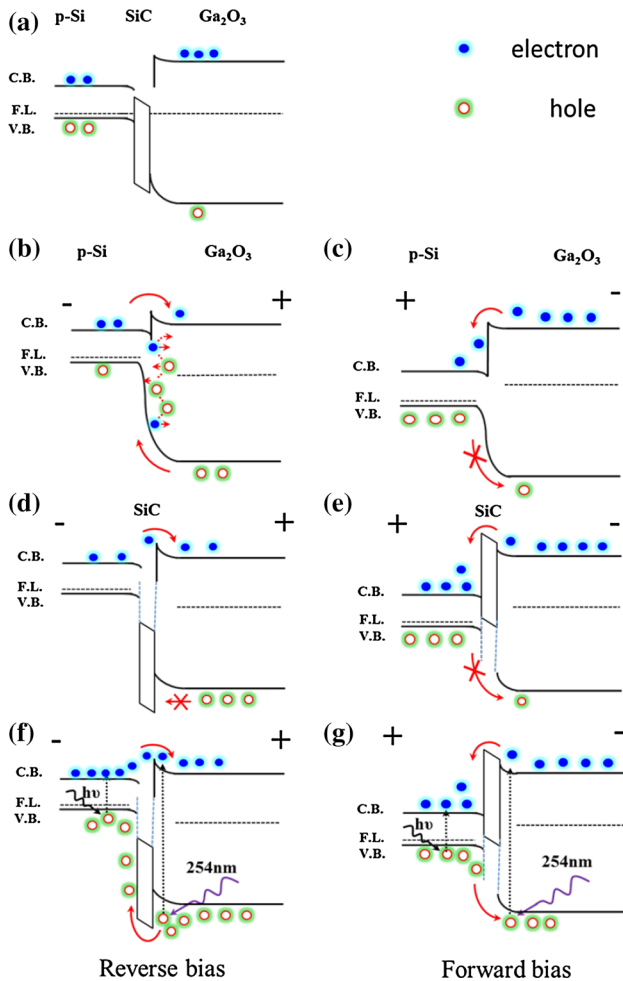 (a) p-Si SiC Ga₂O₃
electron
C.B.
F.L.
V.B.
hole
(b) p-Si Ga₂O₃
- +
C.B.
F.L.
V.B.
(c) p-Si Ga₂O₃
+ -
C.B.
F.L.
V.B.
(d) SiC
- +
C.B.
F.L.
V.B.
(e) SiC
+ -
C.B.
F.L.
V.B.
(f) - +
C.B.
hυ
F.L.
V.B.
254nm
Reverse bias
(g) + -
C.B.
hυ
F.L.
V.B.
254nm
Forward bias